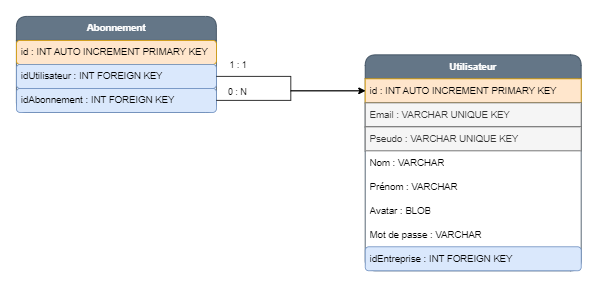 Abonnement
id : INT AUTO INCREMENT PRIMARY KEY
idUtilisateur : INT FOREIGN KEY
idAbonnement : INT FOREIGN KEY
1 : 1
0 : N
Utilisateur
id : INT AUTO INCREMENT PRIMARY KEY
Email : VARCHAR UNIQUE KEY
Pseudo : VARCHAR UNIQUE KEY
Nom : VARCHAR
Prénom : VARCHAR
Avatar : BLOB
Mot de passe : VARCHAR
idEntreprise : INT FOREIGN KEY